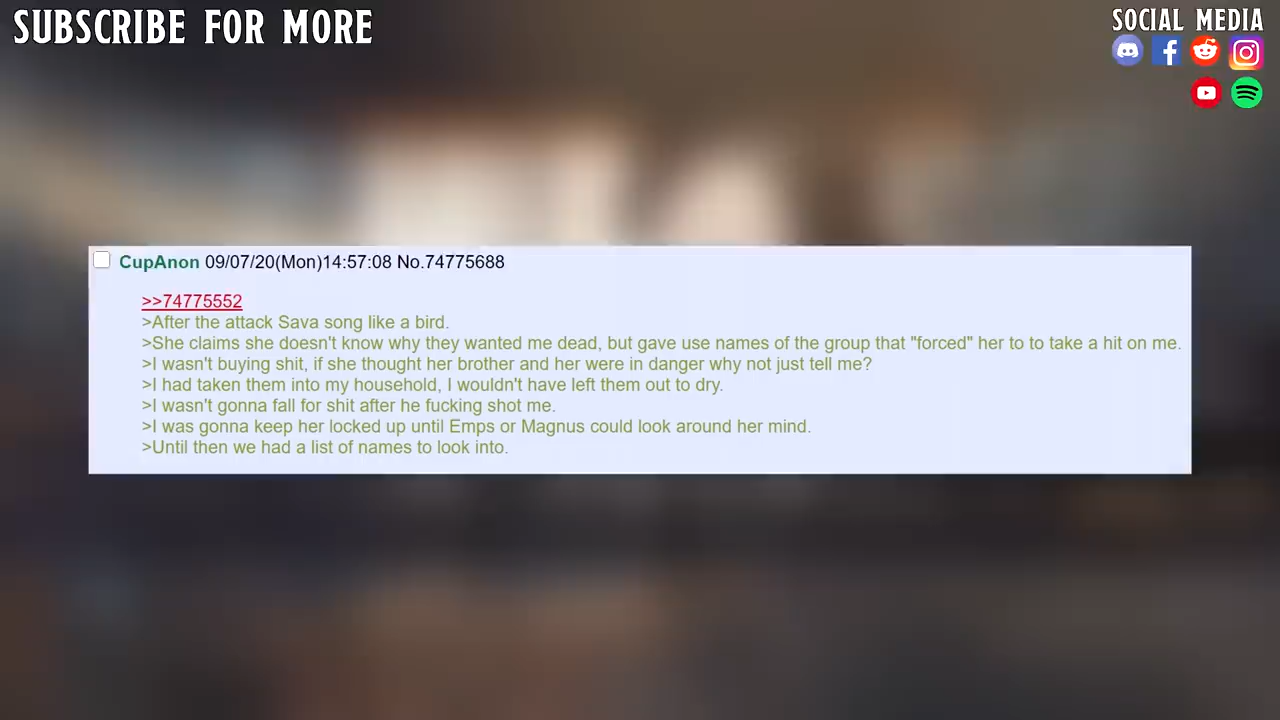 SUBSCRIBE FOR MORE
SOCIAL MEDIA
CupAnon 09/07/20(Mon)14:57:08 No.74775688
>>74775552
>After the attack Sava song like a bird.
>She claims she doesn't know why they wanted me dead, but gave use names of the group that "forced" her to to take a hit on me.
>I wasn't buying shit, if she thought her brother and her were in danger why not just tell me?
>I had taken them into my household, I wouldn't have left them out to dry.
>I wasn't gonna fall for shit after he fucking shot me.
>I was gonna keep her locked up until Emps or Magnus could look around her mind.
>Until then we had a list of names to look into.